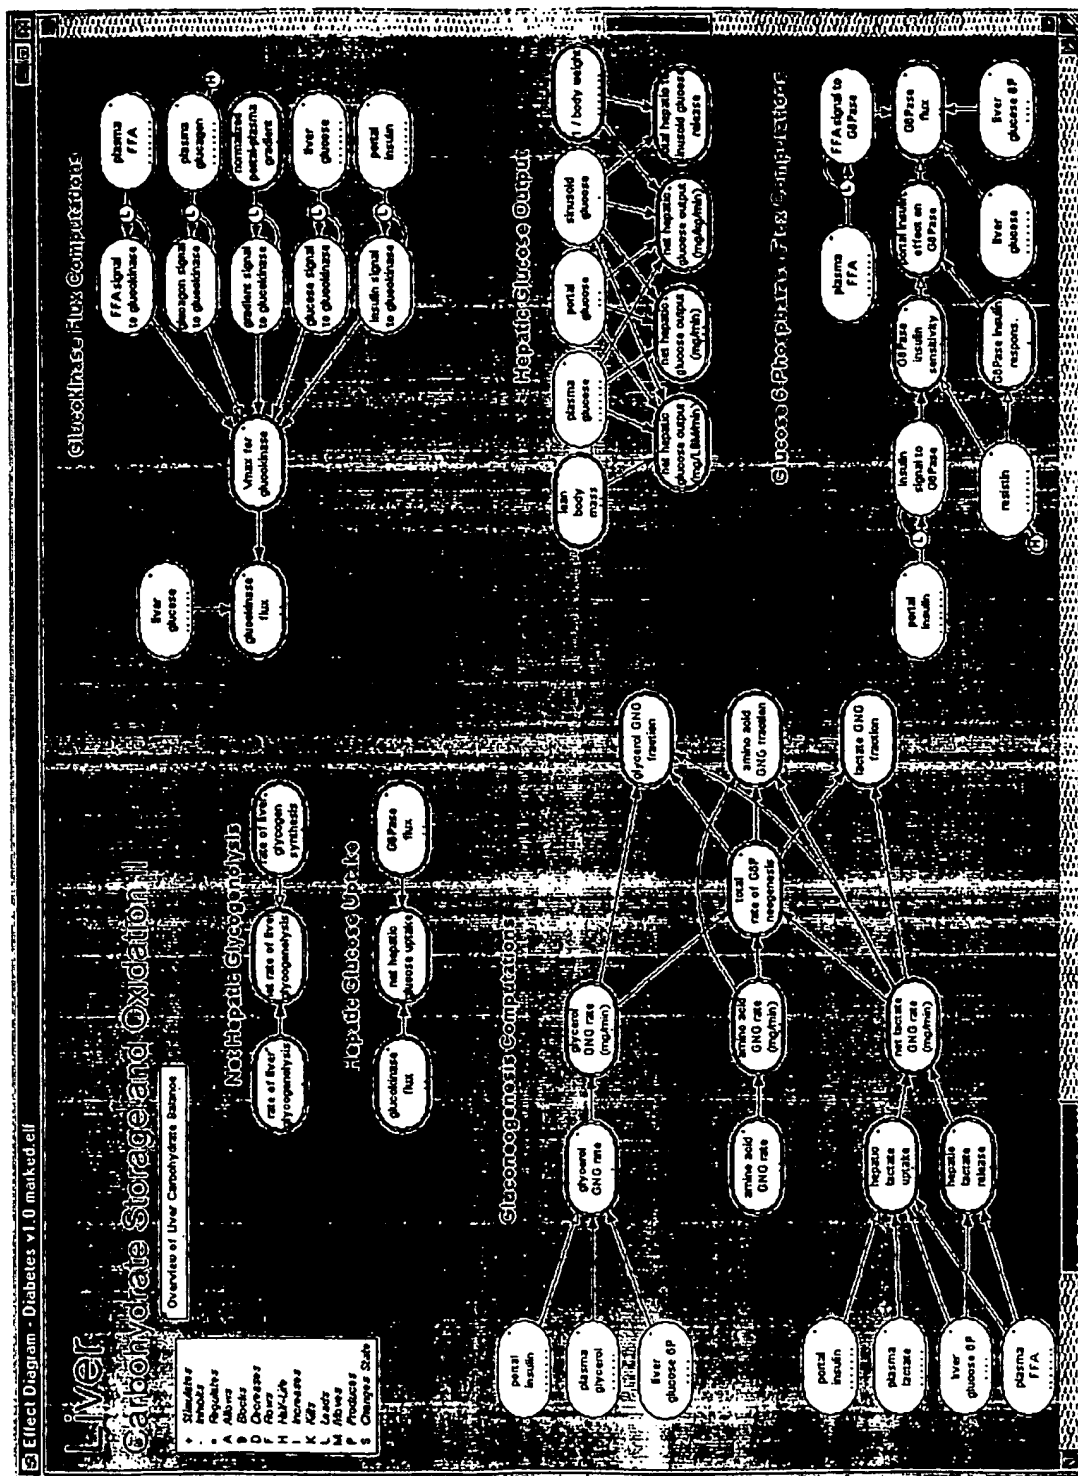 Effect Diagram - Diabetes v1.0 marked.elf
Liver
Carbohydrate Storage and Oxidation
Overview of Liver Carbohydrate Balance
+ Stimulates
- Inhibits
Regulates
A Allows
B Blocks
D Decreases
F
H Half-Life
I Increases
K Kills
L Leads
M Moves
P Produces
S Changes State
Net Hepatic Glycogenolysis
rate of liver
glycogenolysis
net rate of liver
glycogenolysis
rate of liver
glycogen
synthesis
Hepatic Glucose Uptake
glucokinase
flux
net hepatic
glucose uptake
G6Pase
flux
Glucokinase Flux Computations
liver
glucose
glucokinase
flux
Vmax for
glucokinase
FFA signal
to glucokinase
plasma
FFA
L
glucagon signal
to glucokinase
plasma
glucagon
L
H
gradient signal
to glucokinase
normalized
portal-plasma
gradient
L
glucose signal
to glucokinase
liver
glucose
L
insulin signal
to glucokinase
portal
insulin
L
Gluconeogenosis Computations
portal
insulin
plasma
glycerol
liver
glucose 6P
glycerol
GNG rate
glycerol
GNG rate
(mg/min)
glycerol GNG
fraction
amino acid
GNG rate
amino acid
GNG rate
(mg/min)
total
rate of G6P
neogenesis
amino acid
GNG fraction
portal
insulin
plasma
lactate
liver
glucose 6P
plasma
FFA
hepatic
lactate
uptake
hepatic
lactate
release
net lactate
GNG rate
(mg/min)
lactate GNG
fraction
Hepatic Glucose Output
lean
body
mass
plasma
glucose
portal
glucose
sinusoid
glucose
1 / body weight
net hepatic
glucose output
(mg/LBM/min)
net hepatic
glucose output
(mg/min)
net hepatic
glucose output
(mg/kg/min)
total hepatic
sinusoid glucose
release
Glucose 6 Phosphatase Flux Computations
plasma
FFA
L
FFA signal to
G6Pase
portal
insulin
L
insulin
signal to
G6Pase
G6Pase
insulin
sensitivity
portal insulin
effect on
G6Pase
G6Pase
flux
resistin
H
G6Pase insulin
respons.
liver
glucose
liver
glucose 6P